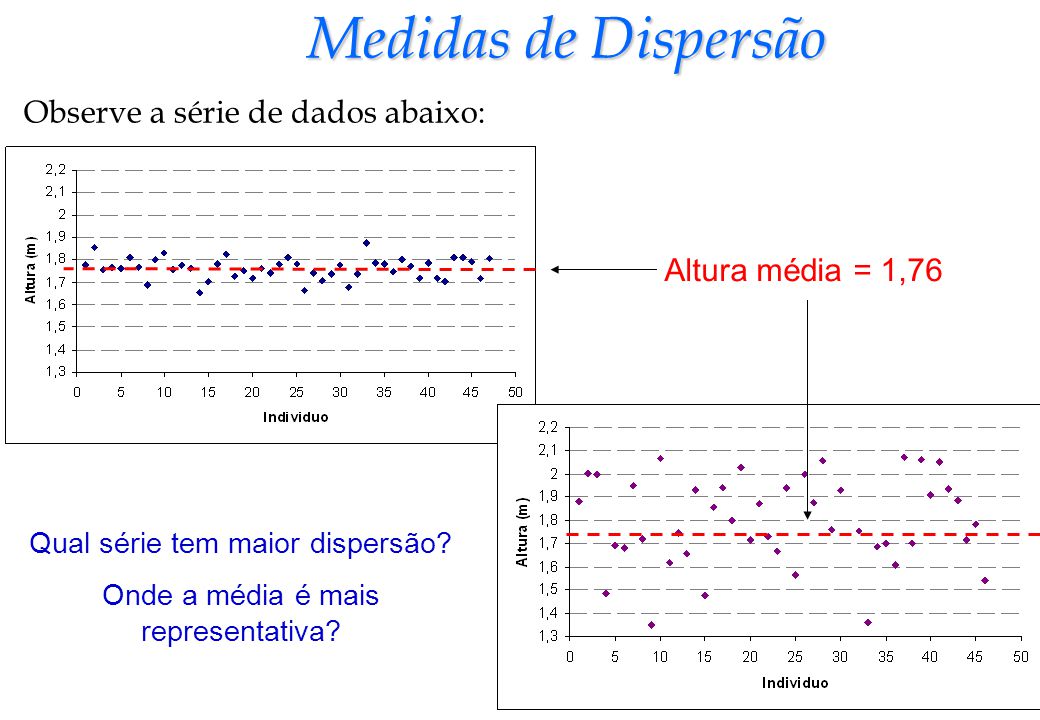 Medidas de Dispersão
Observe a série de dados abaixo:
2,2
2,1
2
1,9
1,8
1,7
1,6
1,5
1,4
1,3
Altura (m)
0 5 10 15 20 25 30 35 40 45 50
Individuo
Altura média = 1,76
2,2
2,1
2
1,9
1,8
1,7
1,6
1,5
1,4
1,3
Altura (m)
0 5 10 15 20 25 30 35 40 45 50
Individuo
Qual série tem maior dispersão?
Onde a média é mais
representativa?